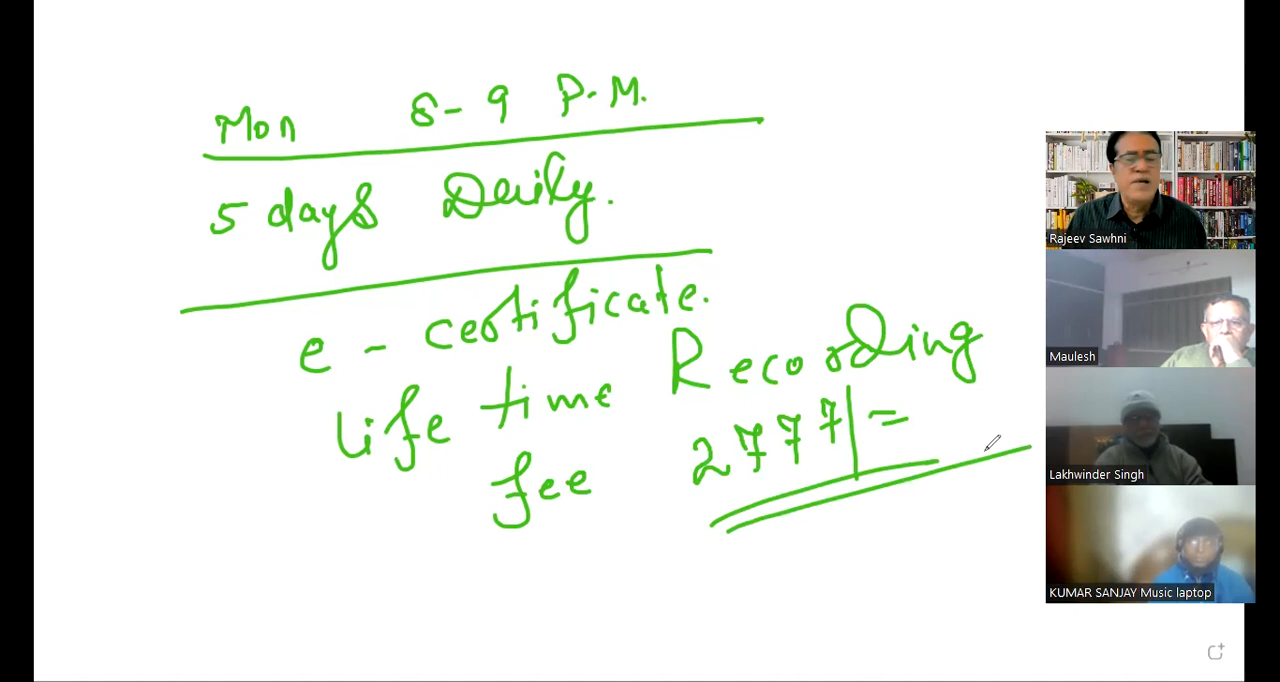 Mon 8-9 P.M.
5 days Daily.
e - certificate.
Life time Recording
fee 2777/=
Rajeev Sawhni
Maulesh
Lakhwinder Singh
KUMAR SANJAY Music laptop